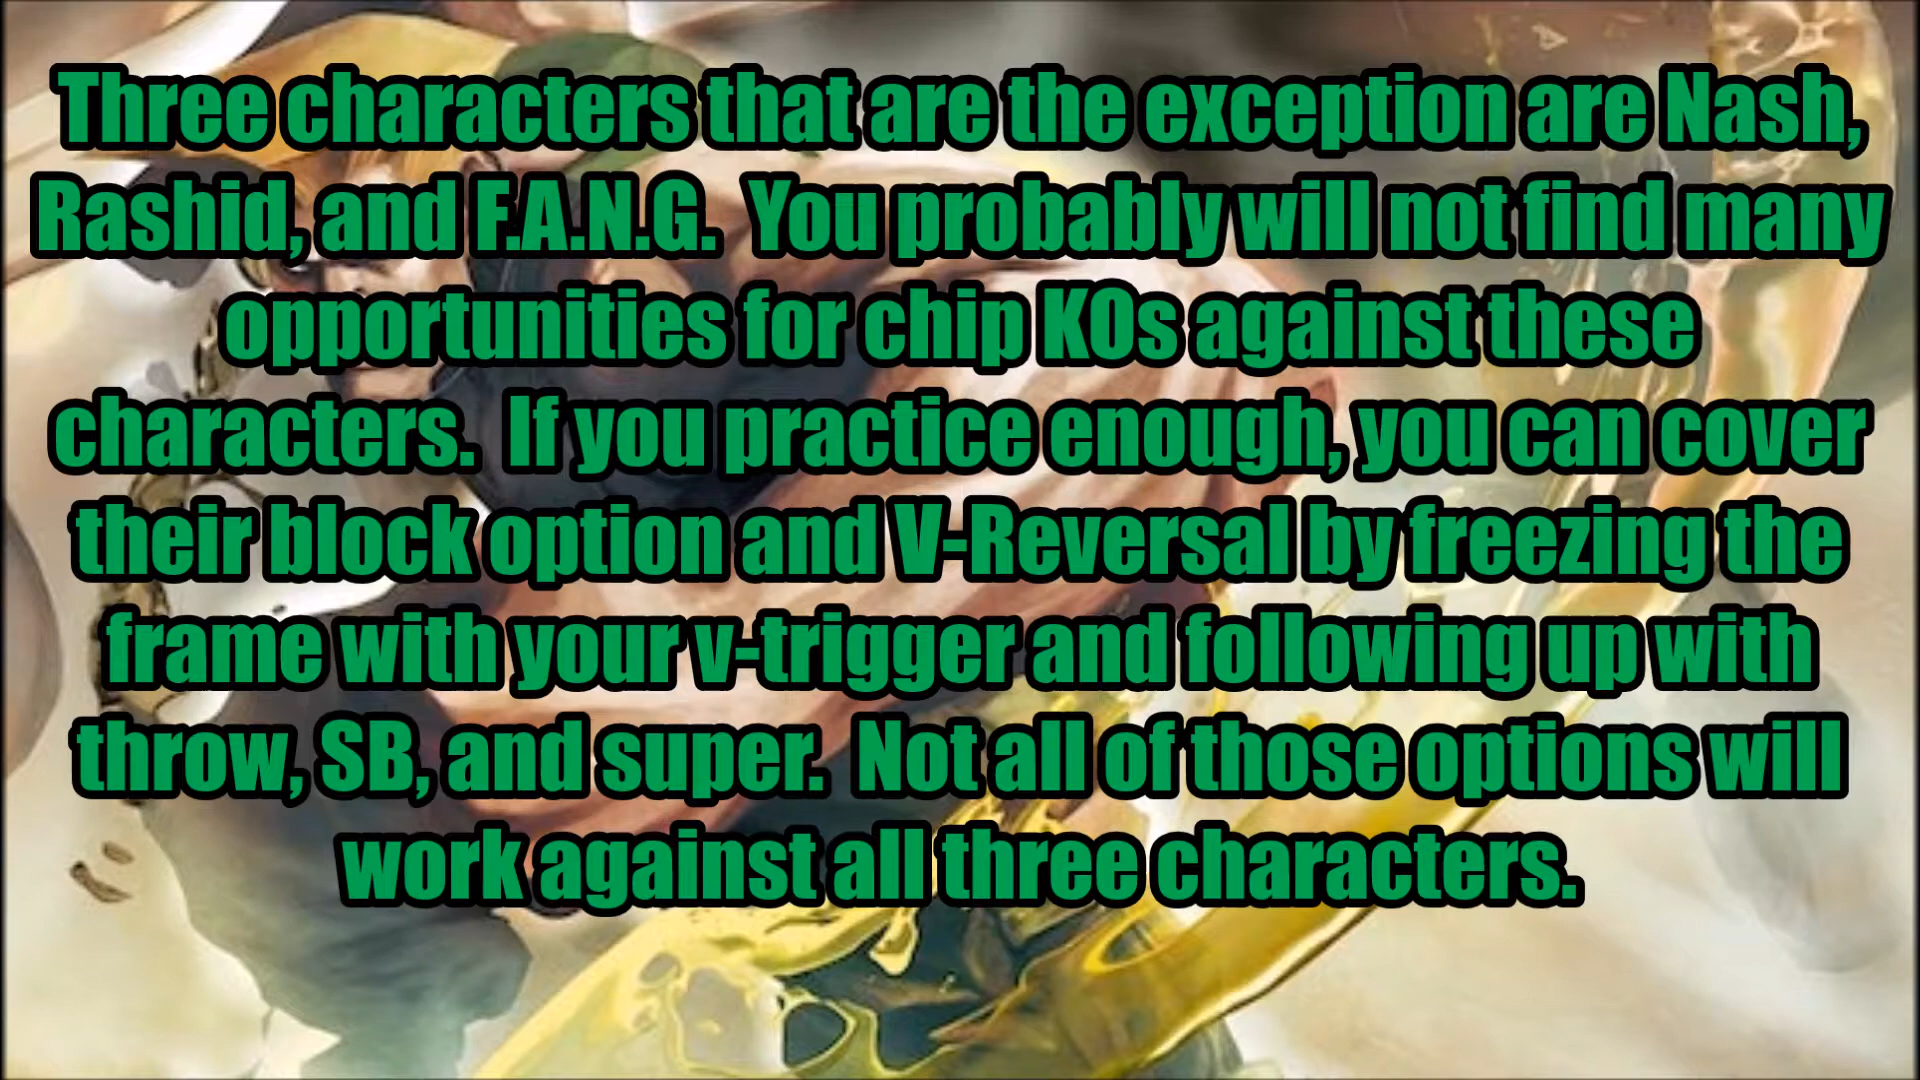 Three characters that are the exception are Nash,
Rashid, and F.A.N.G.  You probably will not find many
opportunities for chip KOs against these
characters.  If you practice enough, you can cover
their block option and V-Reversal by freezing the
frame with your v-trigger and following up with
throw, SB, and super.  Not all of those options will
work against all three characters.